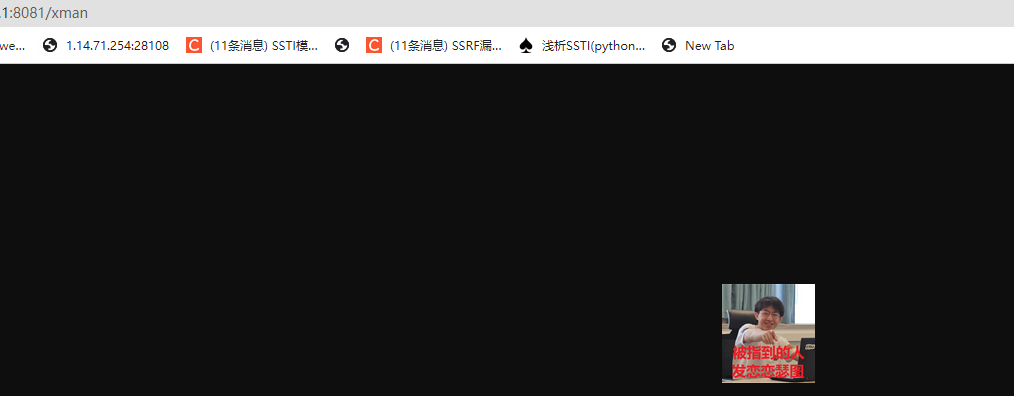 .1:8081/xman
we...
1.14.71.254:28108
(11条消息) SSTI模...
(11条消息) SSRF漏...
浅析SSTI(python...
New Tab
被指到的人
发恋恋瑟图